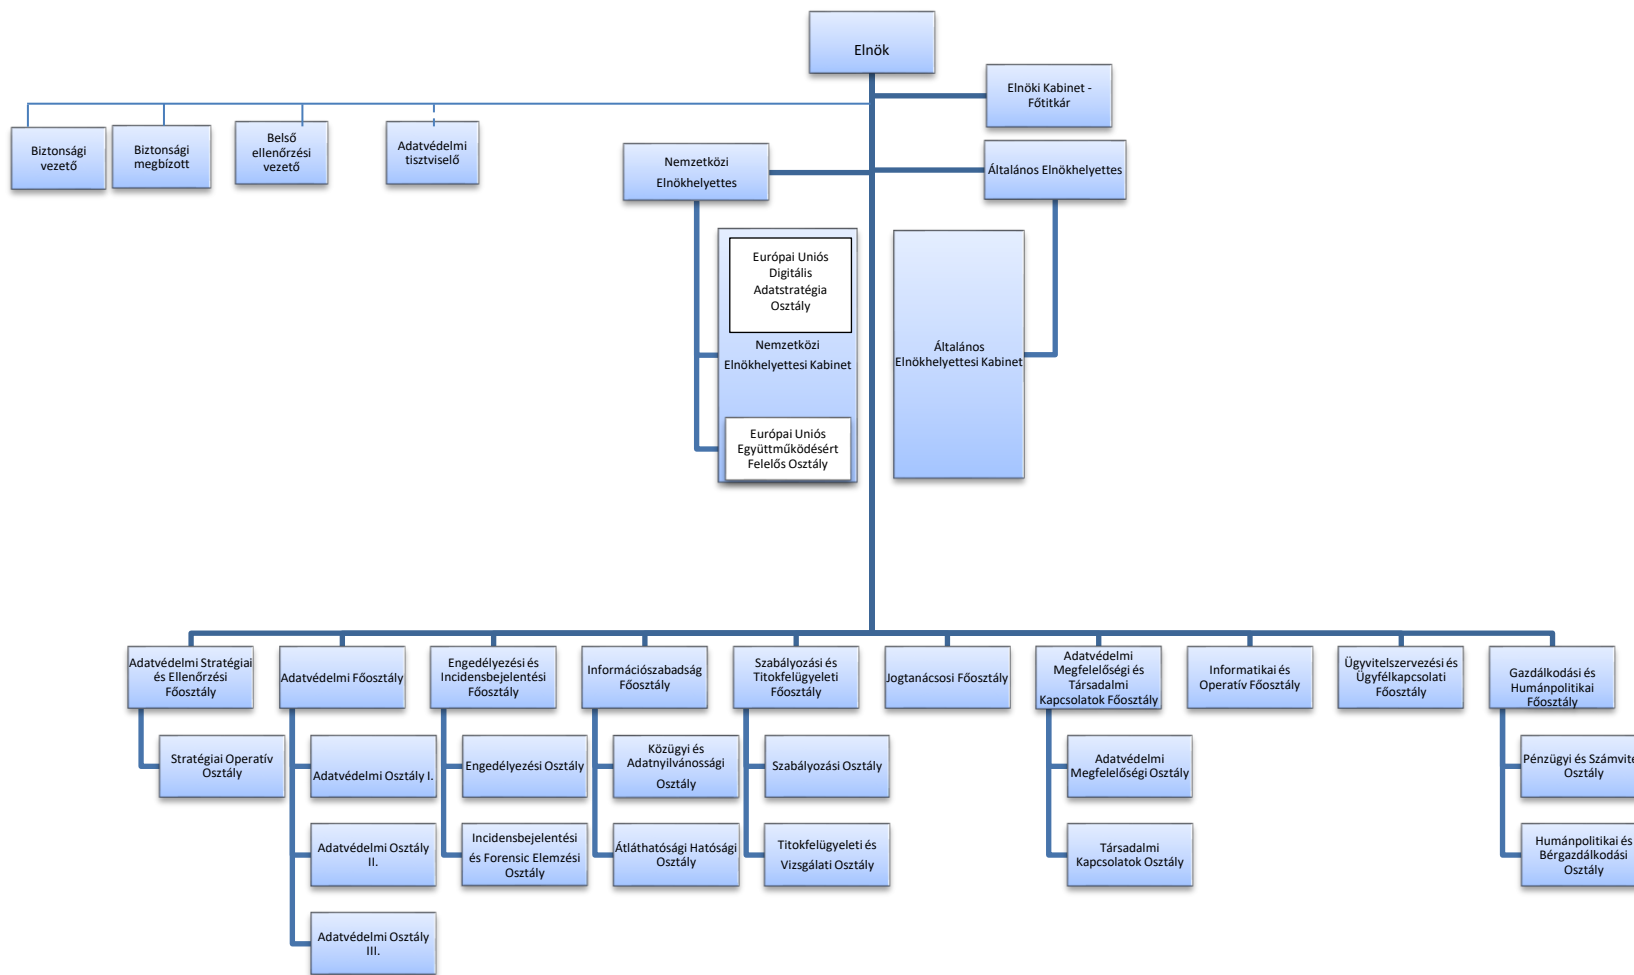 Elnök
Elnöki Kabinet -
Főtitkár
Biztonsági
vezető
Biztonsági
megbízott
Belső
ellenőrzési
vezető
Adatvédelmi
tisztviselő
Nemzetközi
Elnökhelyettes
Általános Elnökhelyettes
Európai Uniós
Digitális
Adatstratégia
Osztály
Nemzetközi
Elnökhelyettesi Kabinet
Európai Uniós
Együttműködésért
Felelős Osztály
Általános
Elnökhelyettesi Kabinet
Adatvédelmi Stratégiai
és Ellenőrzési
Főosztály
Adatvédelmi Főosztály
Engedélyezési és
Incidensbejelentési
Főosztály
Információszabadság
Főosztály
Szabályozási és
Titokfelügyeleti
Főosztály
Jogtanácsosi Főosztály
Adatvédelmi
Megfelelőségi és
Társadalmi
Kapcsolatok Főosztály
Informatikai és
Operatív Főosztály
Ügyvitelszervezési és
Ügyfélkapcsolati
Főosztály
Gazdálkodási és
Humánpolitikai
Főosztály
Stratégiai Operatív
Osztály
Adatvédelmi Osztály I.
Engedélyezési Osztály
Közügyi és
Adatnyilvánossági
Osztály
Szabályozási Osztály
Adatvédelmi
Megfelelőségi Osztály
Pénzügyi és Számvite
Osztály
Adatvédelmi Osztály
II.
Incidensbejelentési
és Forensic Elemzési
Osztály
Átláthatósági Hatósági
Osztály
Titokfelügyeleti és
Vizsgálati Osztály
Társadalmi
Kapcsolatok Osztály
Humánpolitikai és
Bérgazdálkodási
Osztály
Adatvédelmi Osztály
III.